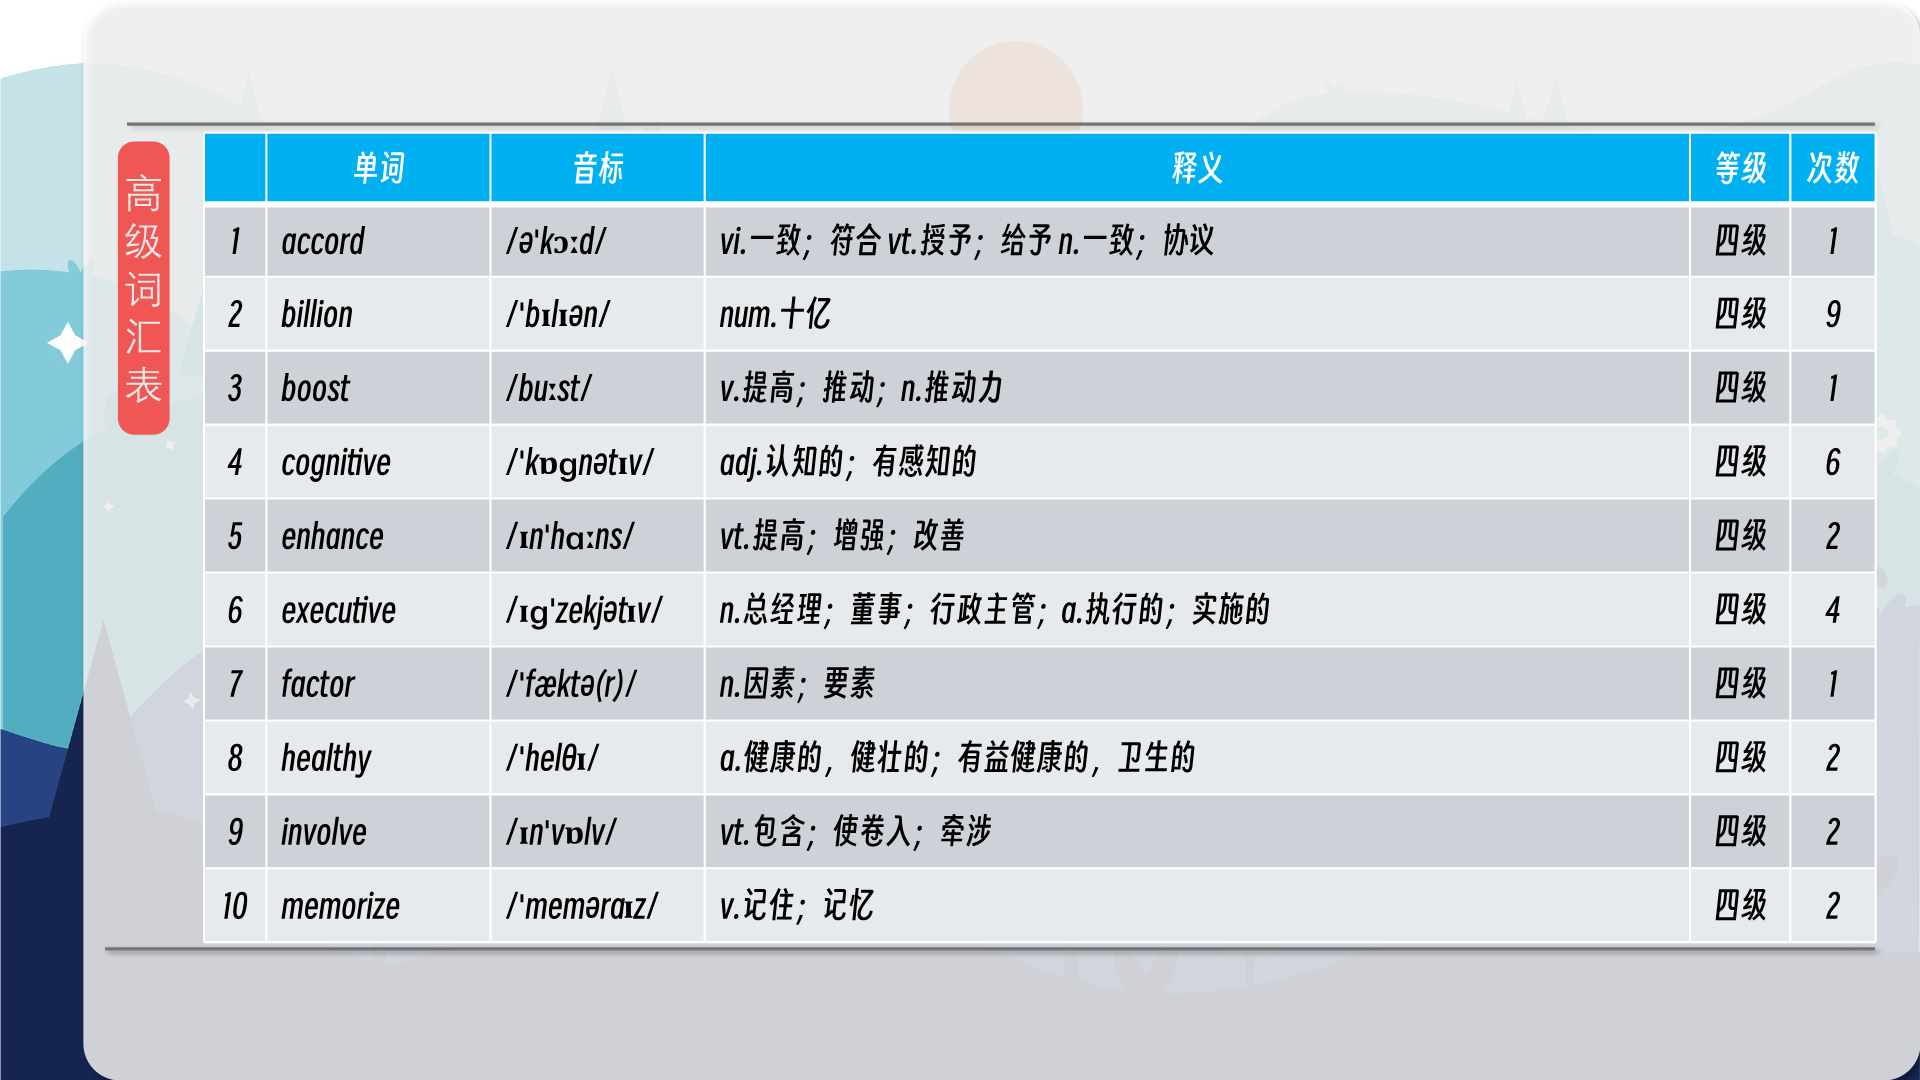 高级词汇表
单词 音标 释义 等级 次数
1 accord /ə'kɔːd/ vi.一致；符合 vt.授予；给予 n.一致；协议 四级 1
2 billion /'bɪlɪən/ num.十亿 四级 9
3 boost /buːst/ v.提高；推动；n.推动力 四级 1
4 cognitive /'kɒgnətɪv/ adj.认知的；有感知的 四级 6
5 enhance /ɪn'hɑːns/ vt.提高；增强；改善 四级 2
6 executive /ɪg'zekjətɪv/ n.总经理；董事；行政主管；a.执行的；实施的 四级 4
7 factor /'fæktə(r)/ n.因素；要素 四级 1
8 healthy /'helθɪ/ a.健康的，健壮的；有益健康的，卫生的 四级 2
9 involve /ɪn'vɒlv/ vt.包含；使卷入；牵涉 四级 2
10 memorize /'meməraɪz/ v.记住；记忆 四级 2